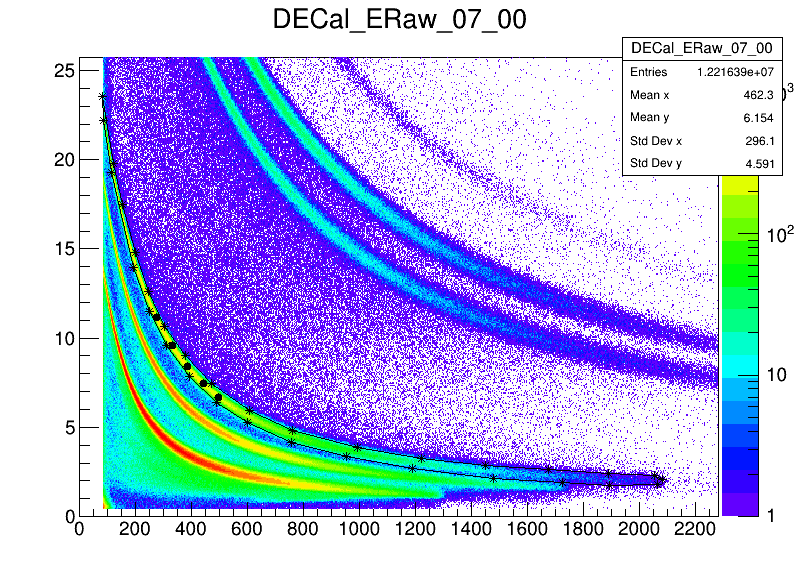 DECal_ERaw_07_00
DECal_ERaw_07_00
Entries 1.221639e+07
Mean x 462.3
Mean y 6.154
Std Dev x 296.1
Std Dev y 4.591
25
20
15
10
5
0
0 200 400 600 800 1000 1200 1400 1600 1800 2000 2200
10²
10
1